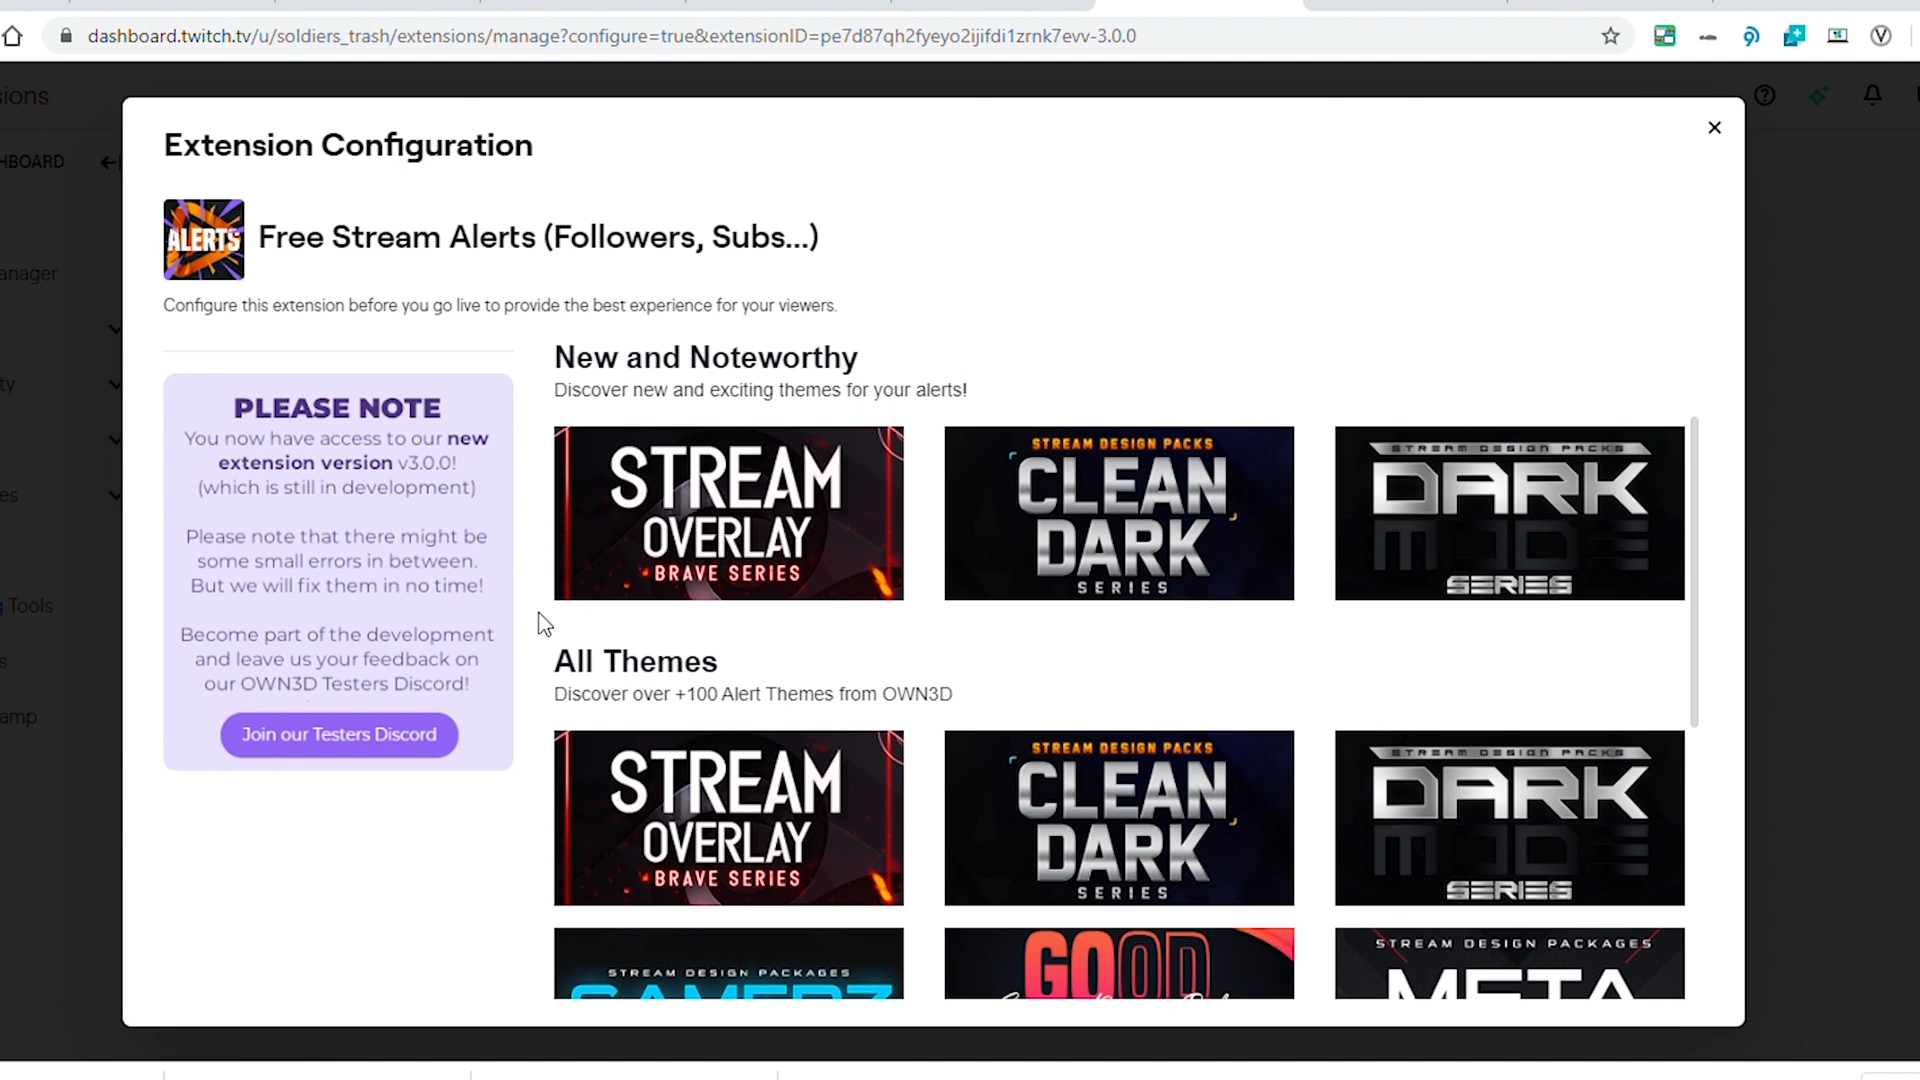 dashboard.twitch.tv/u/soldiers_trash/extensions/manage?configure=true&extensionID=pe7d87qh2fyeyo2ijifdi1zrnk7evv-3.0.0
sions
HBOARD
anager
ty
es
g Tools
s
amp
Extension Configuration
ALERTS
Free Stream Alerts (Followers, Subs...)
Configure this extension before you go live to provide the best experience for your viewers.
PLEASE NOTE
You now have access to our new
extension version v3.0.0!
(which is still in development)
Please note that there might be
some small errors in between.
But we will fix them in no time!
Become part of the development
and leave us your feedback on
our OWN3D Testers Discord!
Join our Testers Discord
New and Noteworthy
Discover new and exciting themes for your alerts!
STREAM
OVERLAY
BRAVE SERIES
STREAM DESIGN PACKS
CLEAN
DARK
SERIES
STREAM DESIGN PACKS
DARK
MODE
SERIES
All Themes
Discover over +100 Alert Themes from OWN3D
STREAM
OVERLAY
BRAVE SERIES
STREAM DESIGN PACKS
CLEAN
DARK
SERIES
STREAM DESIGN PACKS
DARK
MODE
SERIES
STREAM DESIGN PACKAGES
GAMERZ
GOOD
STREAM DESIGN PACKAGES
META